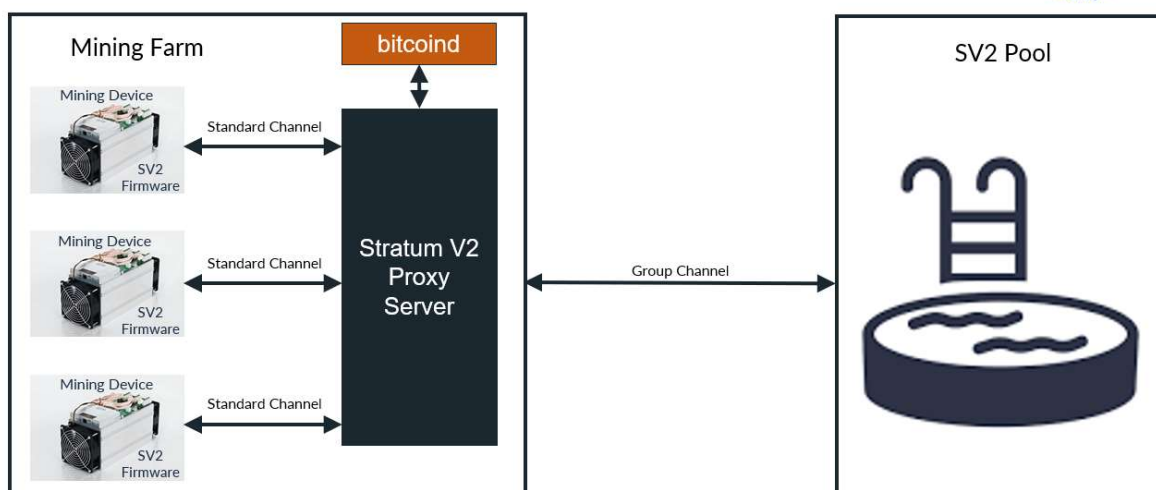 Mining Farm
bitcoind
SV2 Pool
Mining Device
Standard Channel
SV2
Firmware
Mining Device
Standard Channel
SV2
Firmware
Stratum V2
Proxy
Server
Group Channel
Mining Device
Standard Channel
SV2
Firmware